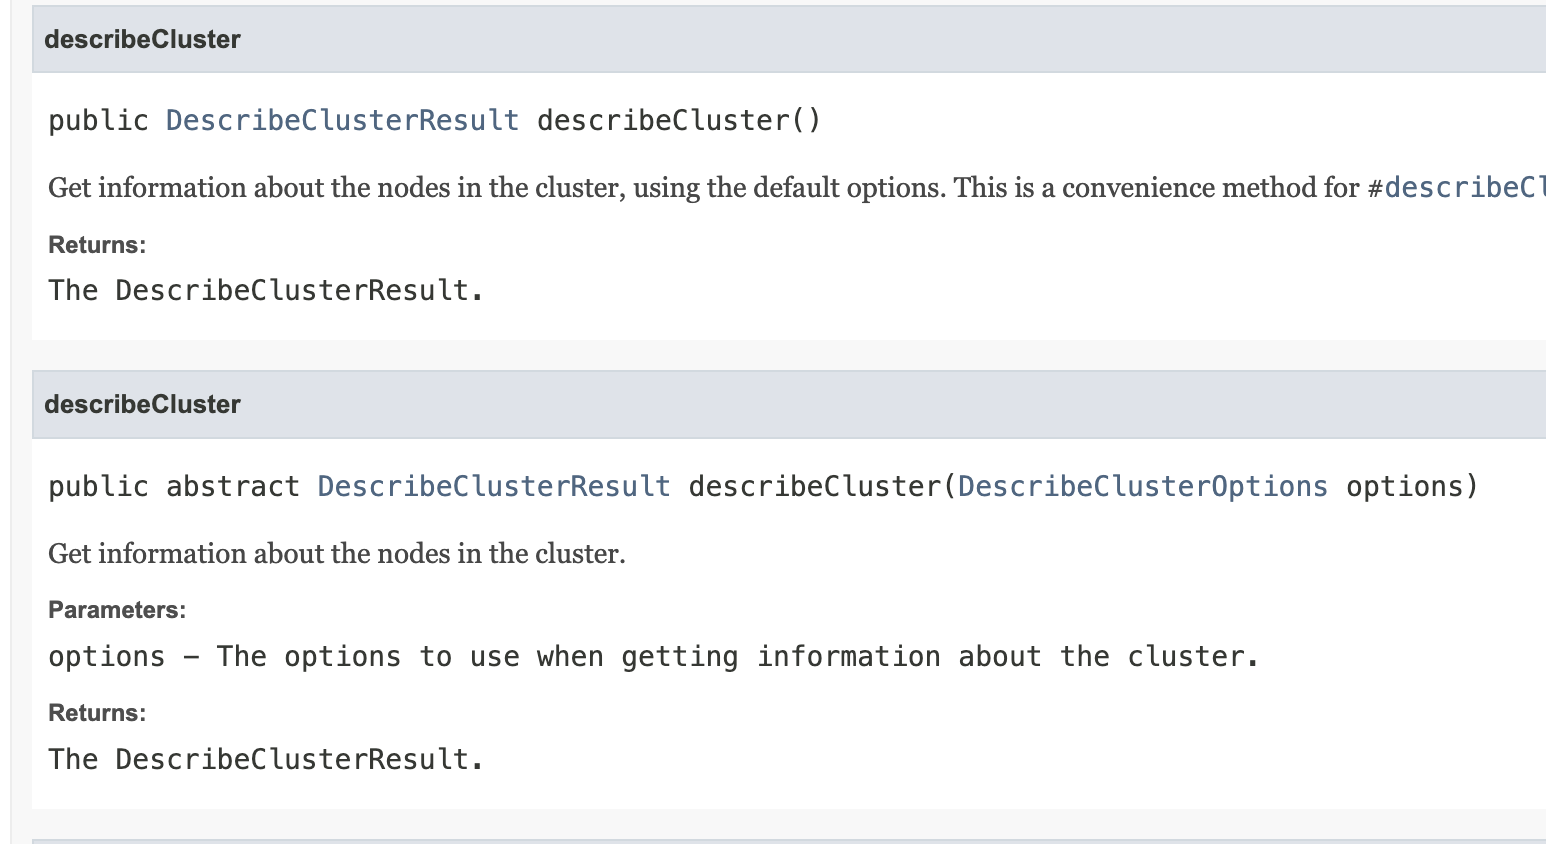 describeCluster
public DescribeClusterResult describeCluster()
Get information about the nodes in the cluster, using the default options. This is a convenience method for #describeCl
Returns:
The DescribeClusterResult.
describeCluster
public abstract DescribeClusterResult describeCluster(DescribeClusterOptions options)
Get information about the nodes in the cluster.
Parameters:
options – The options to use when getting information about the cluster.
Returns:
The DescribeClusterResult.